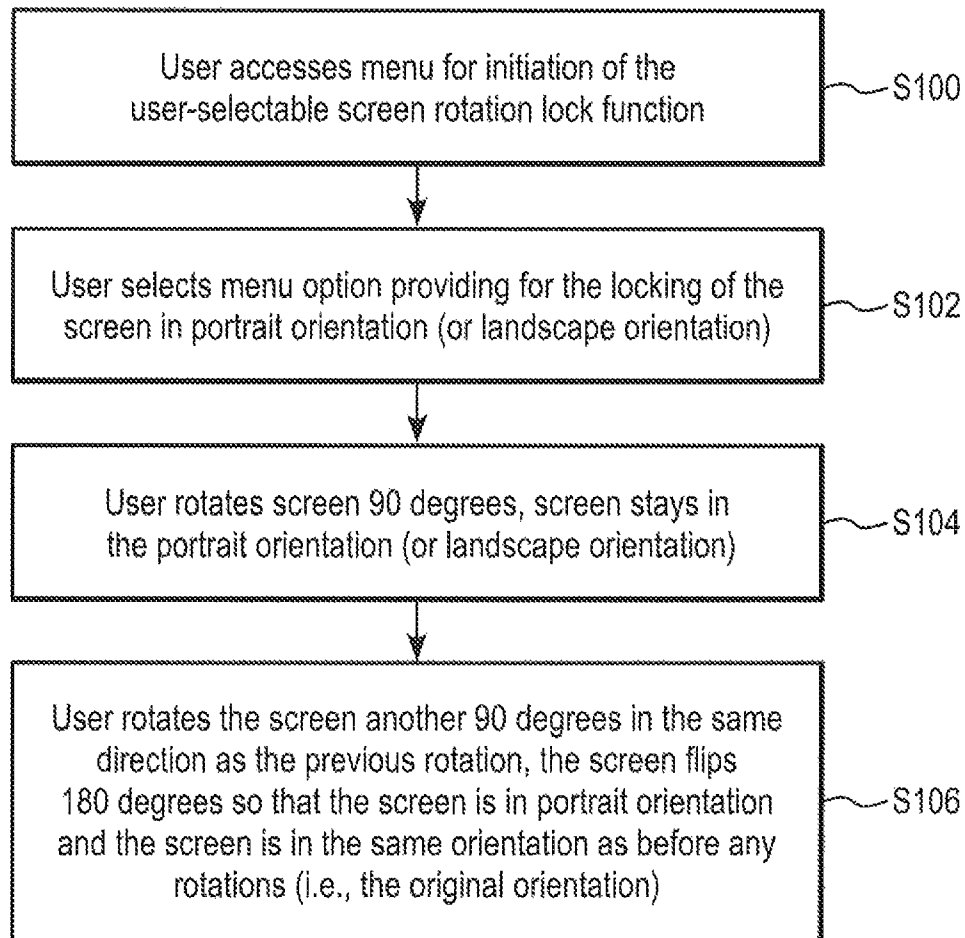 User accesses menu for initiation of the
user-selectable screen rotation lock function
S100
User selects menu option providing for the locking of the
screen in portrait orientation (or landscape orientation)
S102
User rotates screen 90 degrees, screen stays in
the portrait orientation (or landscape orientation)
S104
User rotates the screen another 90 degrees in the same
direction as the previous rotation, the screen flips
180 degrees so that the screen is in portrait orientation
and the screen is in the same orientation as before any
rotations (i.e., the original orientation)
S106